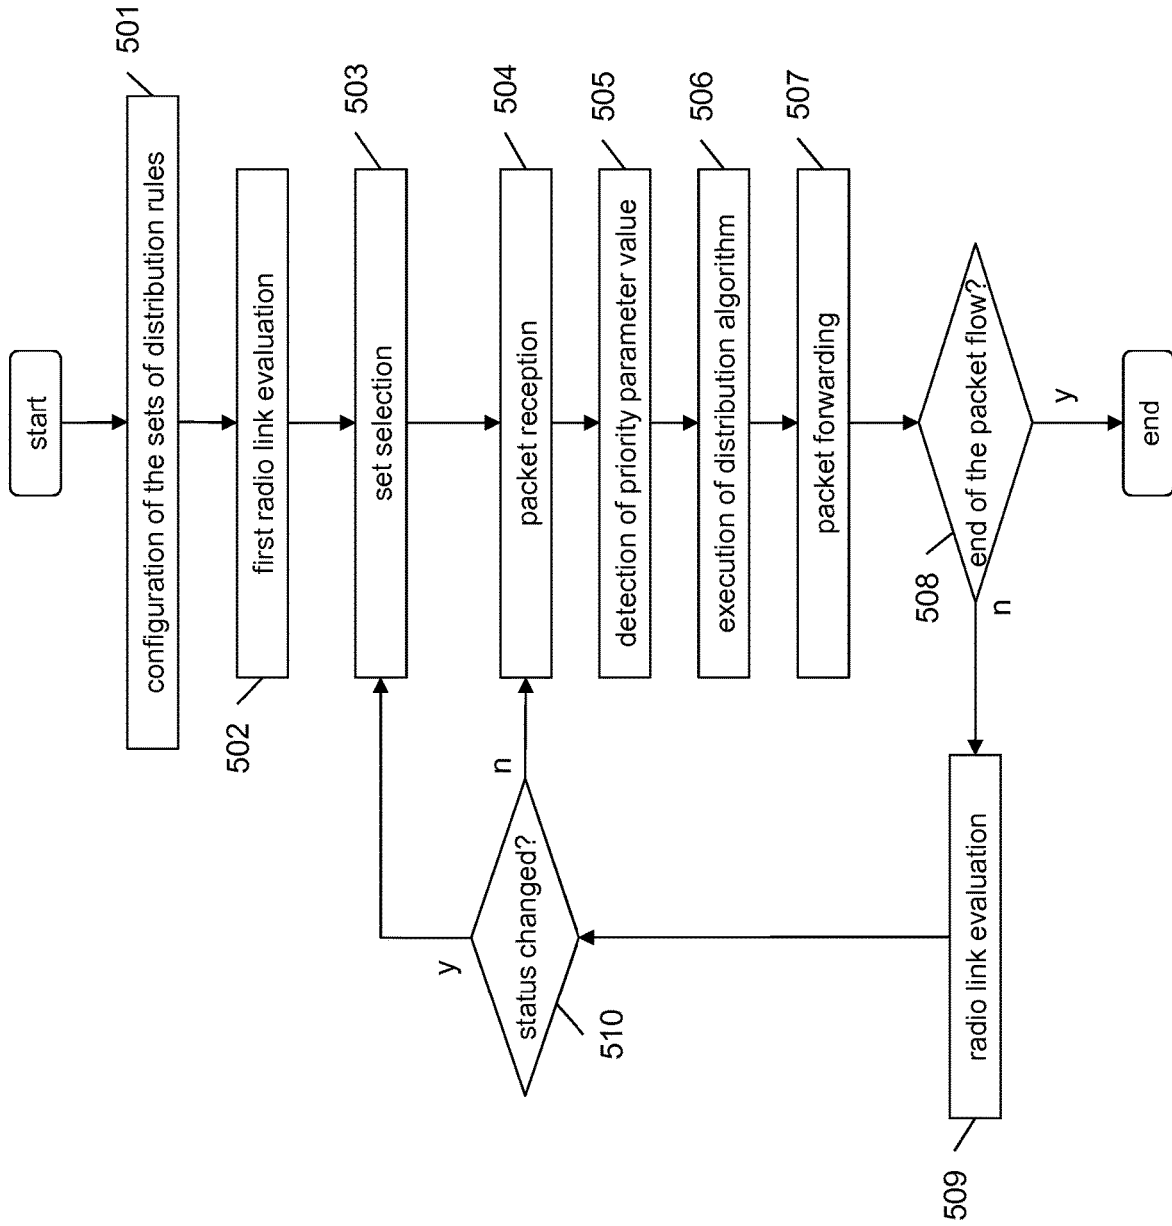 start
501
configuration of the sets of distribution rules
502
first radio link evaluation
503
set selection
504
packet reception
505
detection of priority parameter value
506
execution of distribution algorithm
507
packet forwarding
508
end of the packet flow?
n
y
end
509
radio link evaluation
510
status changed?
y
n